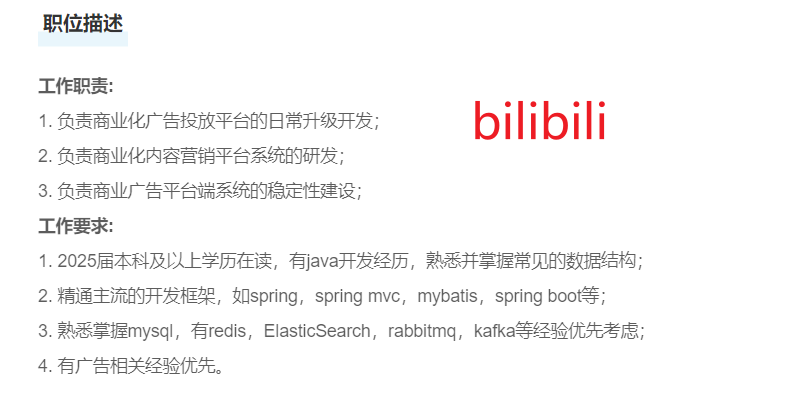 职位描述
工作职责:
1. 负责商业化广告投放平台的日常升级开发；
bilibili
2. 负责商业化内容营销平台系统的研发；
3. 负责商业广告平台端系统的稳定性建设；
工作要求:
1. 2025届本科及以上学历在读，有java开发经历，熟悉并掌握常见的数据结构；
2. 精通主流的开发框架，如spring，spring mvc，mybatis，spring boot等；
3. 熟悉掌握mysql，有redis，ElasticSearch，rabbitmq，kafka等经验优先考虑；
4. 有广告相关经验优先。